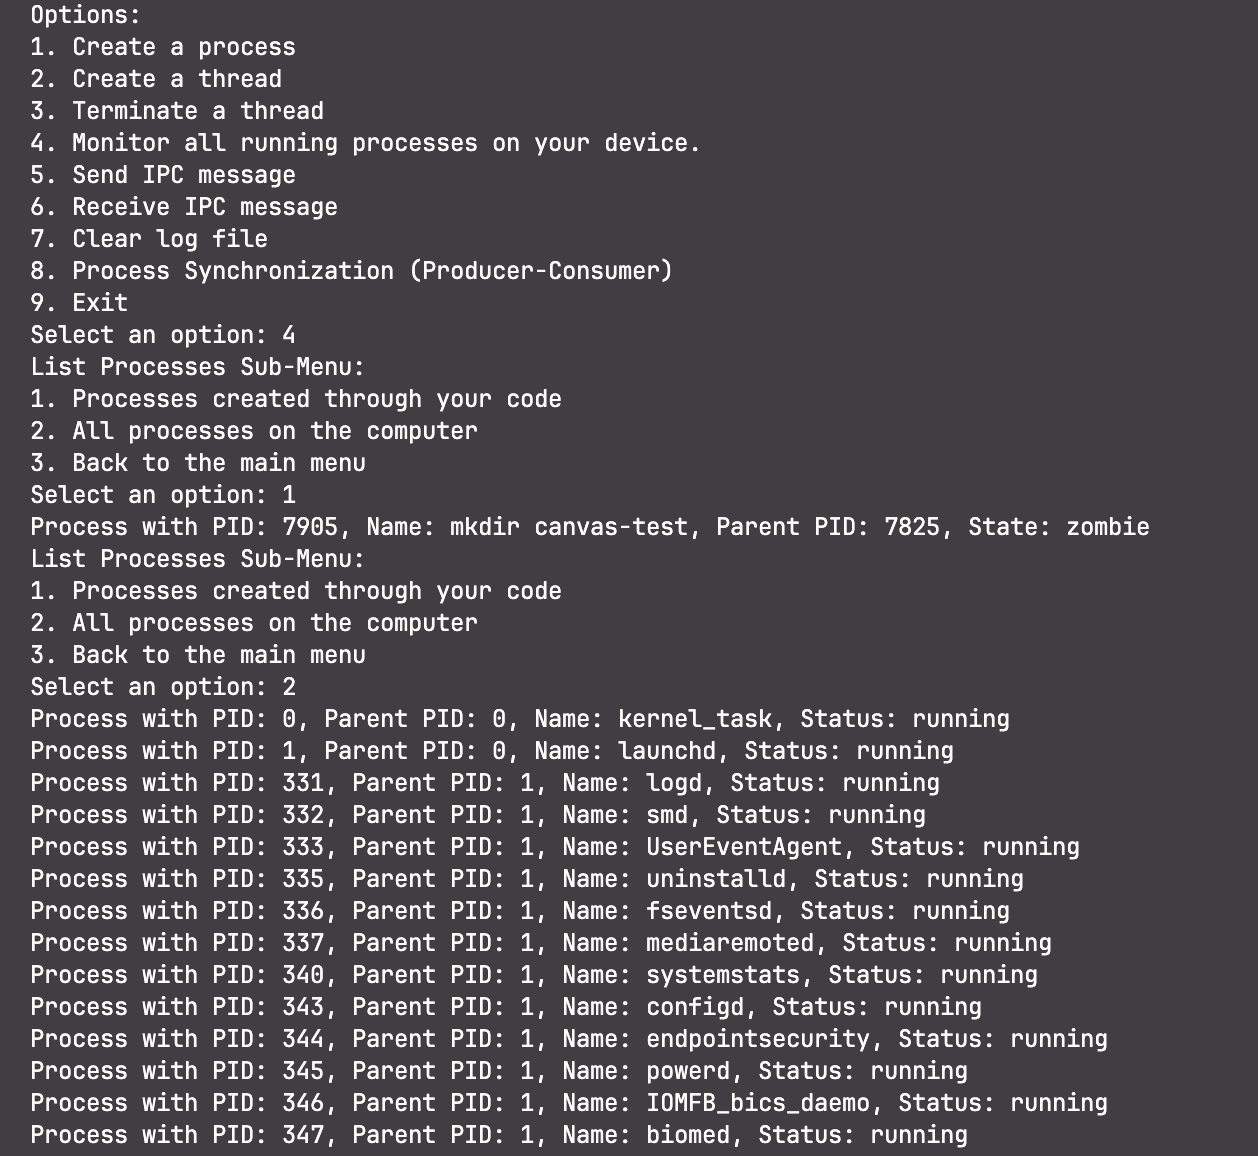 Options:
1. Create a process
2. Create a thread
3. Terminate a thread
4. Monitor all running processes on your device.
5. Send IPC message
6. Receive IPC message
7. Clear log file
8. Process Synchronization (Producer-Consumer)
9. Exit
Select an option: 4
List Processes Sub-Menu:
1. Processes created through your code
2. All processes on the computer
3. Back to the main menu
Select an option: 1
Process with PID: 7905, Name: mkdir canvas-test, Parent PID: 7825, State: zombie
List Processes Sub-Menu:
1. Processes created through your code
2. All processes on the computer
3. Back to the main menu
Select an option: 2
Process with PID: 0, Parent PID: 0, Name: kernel_task, Status: running
Process with PID: 1, Parent PID: 0, Name: launchd, Status: running
Process with PID: 331, Parent PID: 1, Name: logd, Status: running
Process with PID: 332, Parent PID: 1, Name: smd, Status: running
Process with PID: 333, Parent PID: 1, Name: UserEventAgent, Status: running
Process with PID: 335, Parent PID: 1, Name: uninstalld, Status: running
Process with PID: 336, Parent PID: 1, Name: fseventsd, Status: running
Process with PID: 337, Parent PID: 1, Name: mediaremoted, Status: running
Process with PID: 340, Parent PID: 1, Name: systemstats, Status: running
Process with PID: 343, Parent PID: 1, Name: configd, Status: running
Process with PID: 344, Parent PID: 1, Name: endpointsecurity, Status: running
Process with PID: 345, Parent PID: 1, Name: powerd, Status: running
Process with PID: 346, Parent PID: 1, Name: IOMFB_bics_daemo, Status: running
Process with PID: 347, Parent PID: 1, Name: biomed, Status: running